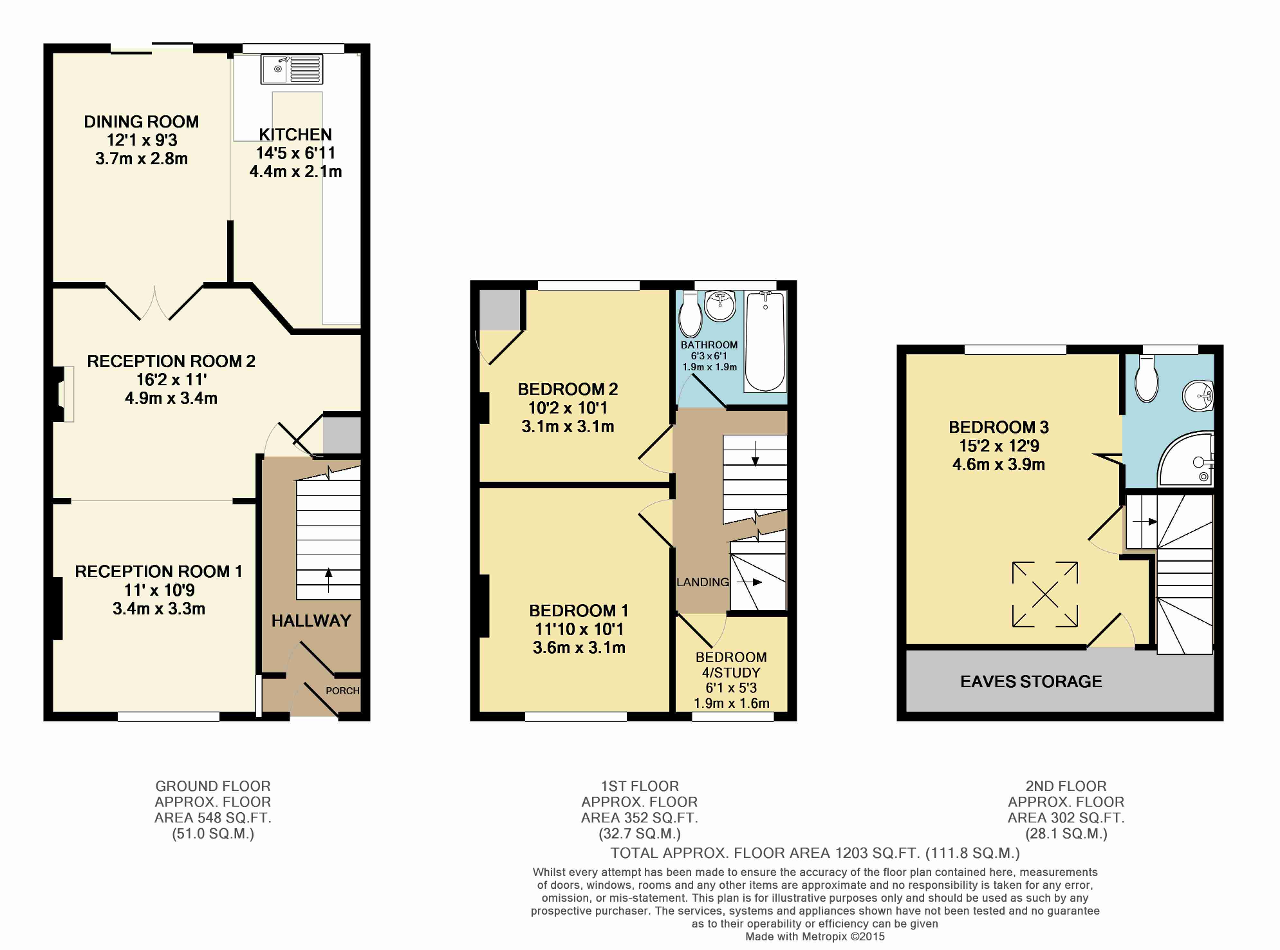 DINING ROOM
12'1 x 9'3
3.7m x 2.8m
KITCHEN
14'5 x 6'11
4.4m x 2.1m
RECEPTION ROOM 2
16'2 x 11'
4.9m x 3.4m
RECEPTION ROOM 1
11' x 10'9
3.4m x 3.3m
HALLWAY
PORCH
BATHROOM
6'3 x 6'1
1.9m x 1.9m
BEDROOM 2
10'2 x 10'1
3.1m x 3.1m
LANDING
BEDROOM 1
11'10 x 10'1
3.6m x 3.1m
BEDROOM
4/STUDY
6'1 x 5'3
1.9m x 1.6m
BEDROOM 3
15'2 x 12'9
4.6m x 3.9m
EAVES STORAGE
GROUND FLOOR
APPROX. FLOOR
AREA 548 SQ.FT.
(51.0 SQ.M.)
1ST FLOOR
APPROX. FLOOR
AREA 352 SQ.FT.
(32.7 SQ.M.)
2ND FLOOR
APPROX. FLOOR
AREA 302 SQ.FT.
(28.1 SQ.M.)
TOTAL APPROX. FLOOR AREA 1203 SQ.FT. (111.8 SQ.M.)
Whilst every attempt has been made to ensure the accuracy of the floor plan contained here, measurements
of doors, windows, rooms and any other items are approximate and no responsibility is taken for any error,
omission, or mis-statement. This plan is for illustrative purposes only and should be used as such by any
prospective purchaser. The services, systems and appliances shown have not been tested and no guarantee
as to their operability or efficiency can be given
Made with Metropix ©2015